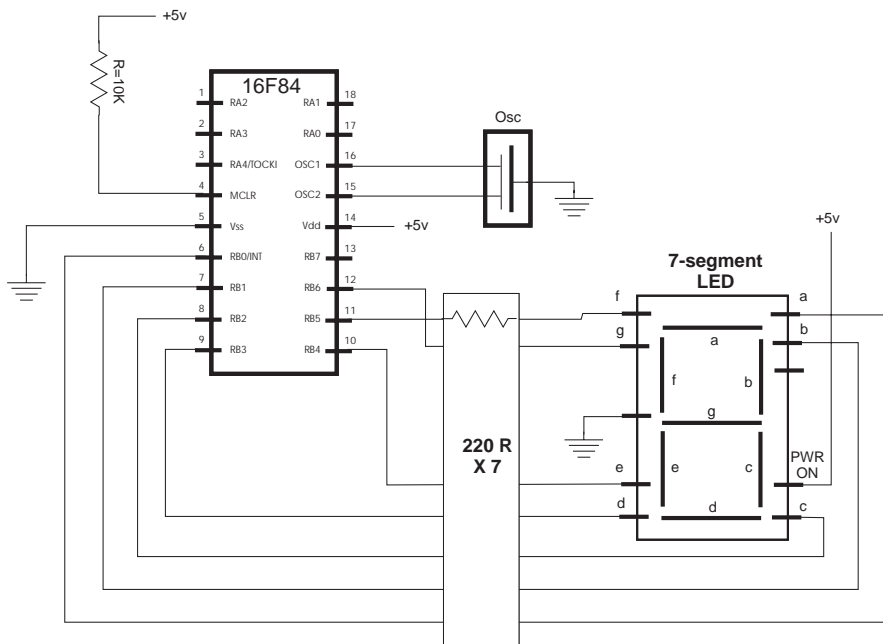 +5v
R=10K
16F84
1 RA2 RA1 18
2 RA3 RA0 17
3 RA4/TOCKI OSC1 16
4 MCLR OSC2 15
5 Vss Vdd 14
6 RB0/INT RB7 13
7 RB1 RB6 12
8 RB2 RB5 11
9 RB3 RB4 10
Osc
+5v
+5v
7-segment
LED
f a
g b
a
f b
g
PWR
ON
e e c
d d c
220 R
X 7